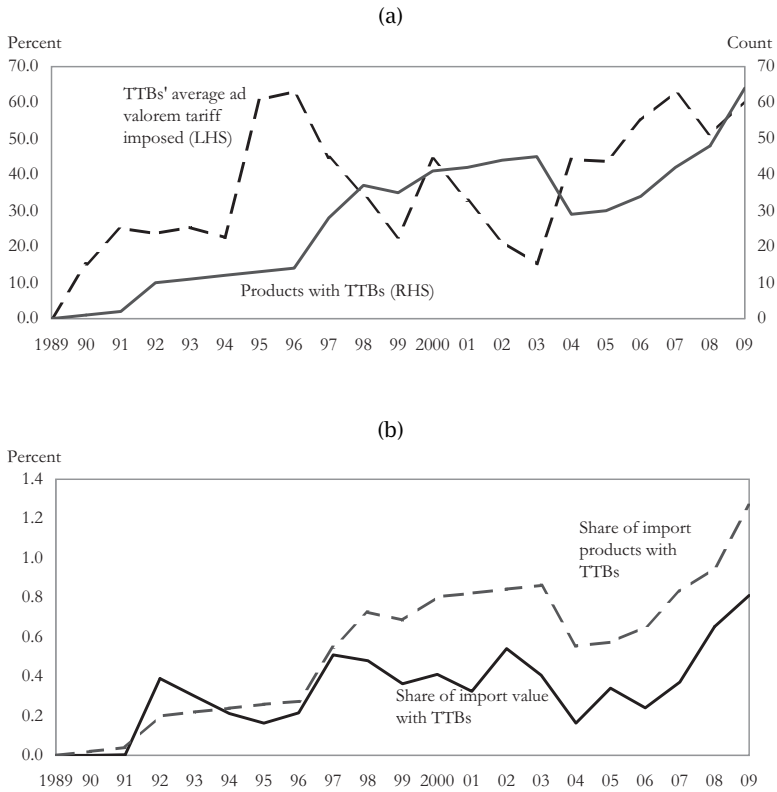 (a)
Percent Count
70.0 70
TTBs' average ad
valorem tariff
imposed (LHS)
60.0 60
50.0 50
40.0 40
30.0 30
20.0 20
10.0 10
Products with TTBs (RHS)
0.0 0
1989 90 91 92 93 94 95 96 97 98 99 2000 01 02 03 04 05 06 07 08 09
(b)
Percent
1.4
1.2
Share of import
products with
TTBs
1.0
0.8
0.6
0.4
Share of import value
with TTBs
0.2
0.0
1989 90 91 92 93 94 95 96 97 98 99 2000 01 02 03 04 05 06 07 08 09